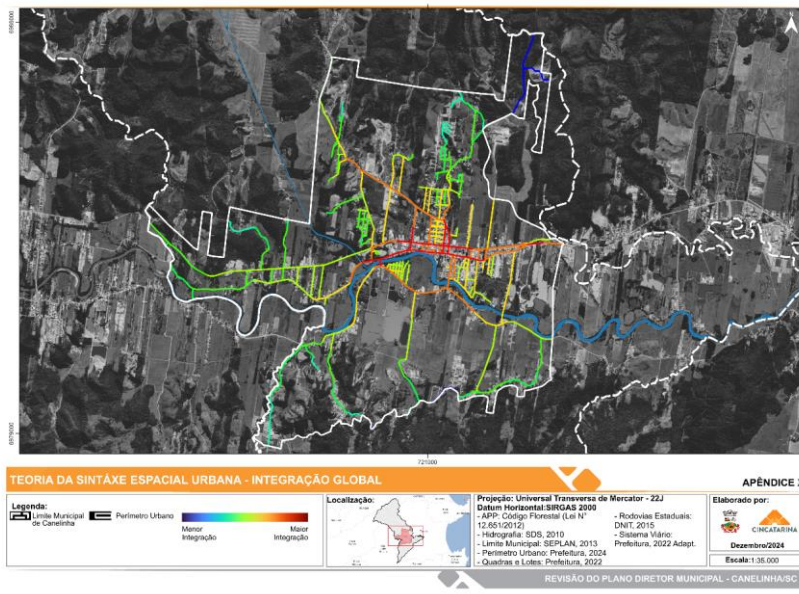 6985000
6979000
721000
TEORIA DA SINTÁXE ESPACIAL URBANA - INTEGRAÇÃO GLOBAL
APÊNDICE
Legenda:
Limite Municipal
de Canelinha
Perímetro Urbano
Menor
Integração
Maior
Integração
Localização:
Projeção: Universal Transversa de Mercator - 22J
Datum Horizontal:SIRGAS 2000
- APP: Código Florestal (Lei N°
12.651/2012)
- Hidrografia: SDS, 2010
- Limite Municipal: SEPLAN, 2013
- Perímetro Urbano: Prefeitura, 2024
- Quadras e Lotes: Prefeitura, 2022
- Rodovias Estaduais:
DNIT, 2015
- Sistema Viário:
Prefeitura, 2022 Adapt.
Elaborado por:
CINCATARINA
Dezembro/2024
Escala:1:35.000
REVISÃO DO PLANO DIRETOR MUNICIPAL - CANELINHA/SC